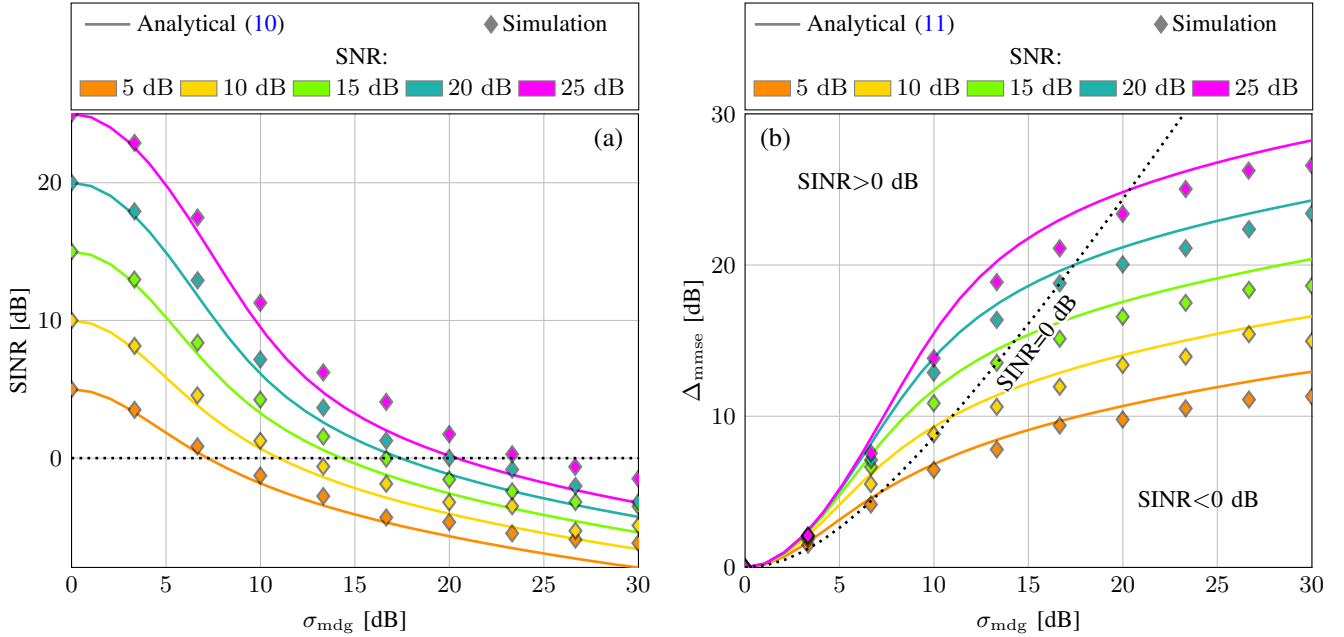 Analytical (10) Simulation
SNR:
5 dB 10 dB 15 dB 20 dB 25 dB
(a)
20
10
0
SINR [dB]
0 5 10 15 20 25 30
σmdg [dB]
Analytical (11) Simulation
SNR:
5 dB 10 dB 15 dB 20 dB 25 dB
30
(b)
SINR>0 dB
20
SINR=0 dB
10
SINR<0 dB
0
Δmmse [dB]
0 5 10 15 20 25 30
σmdg [dB]